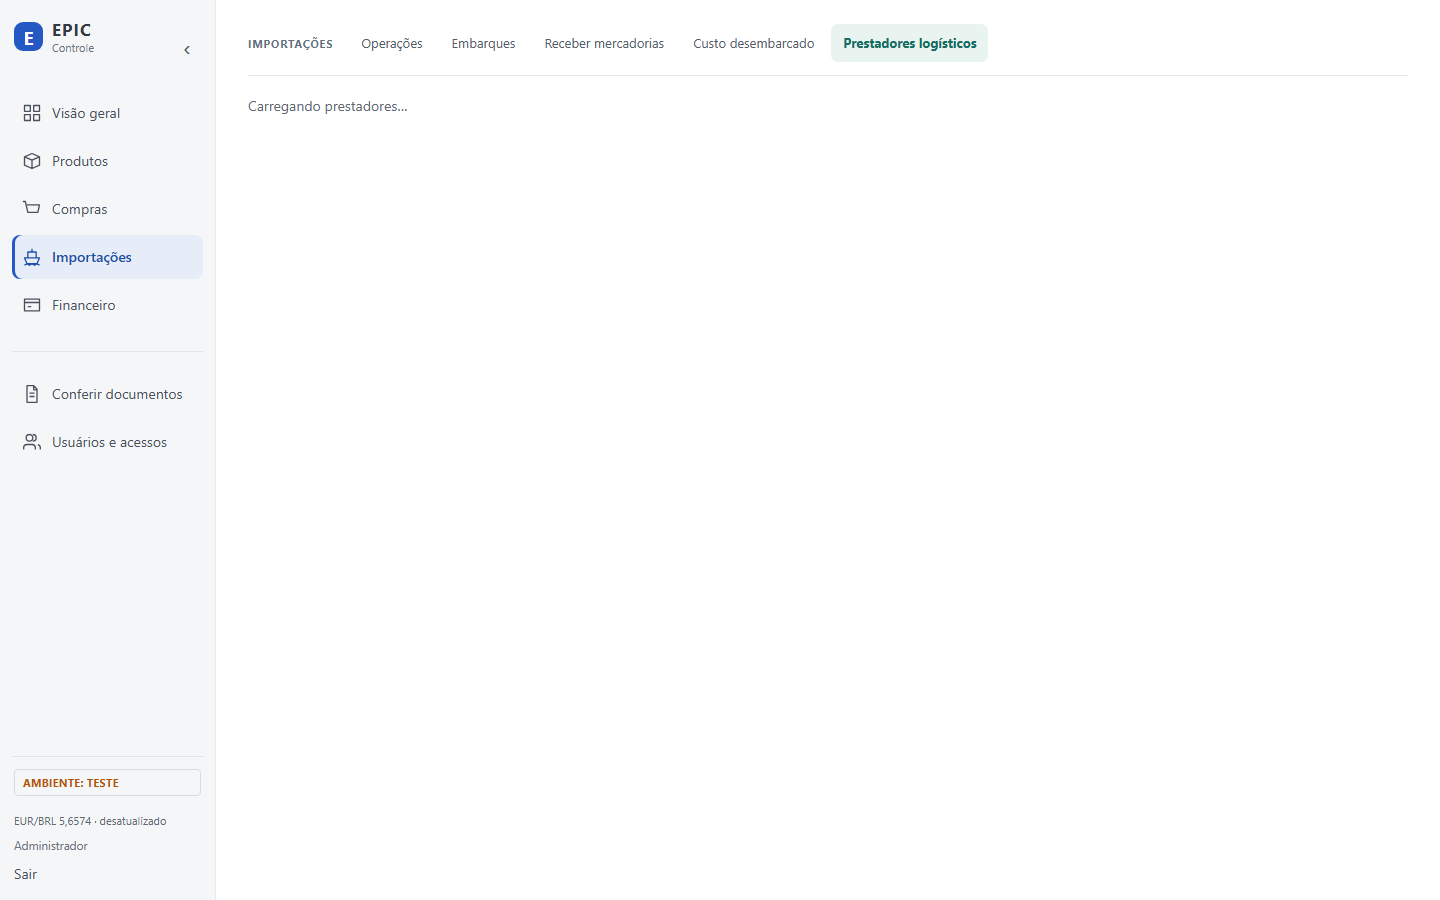 E
EPIC
Controle
‹
Visão geral
Produtos
Compras
Importações
Financeiro
Conferir documentos
Usuários e acessos
AMBIENTE: TESTE
EUR/BRL 5,6574 · desatualizado
Administrador
Sair
IMPORTAÇÕES Operações Embarques Receber mercadorias Custo desembarcado Prestadores logísticos
Carregando prestadores...